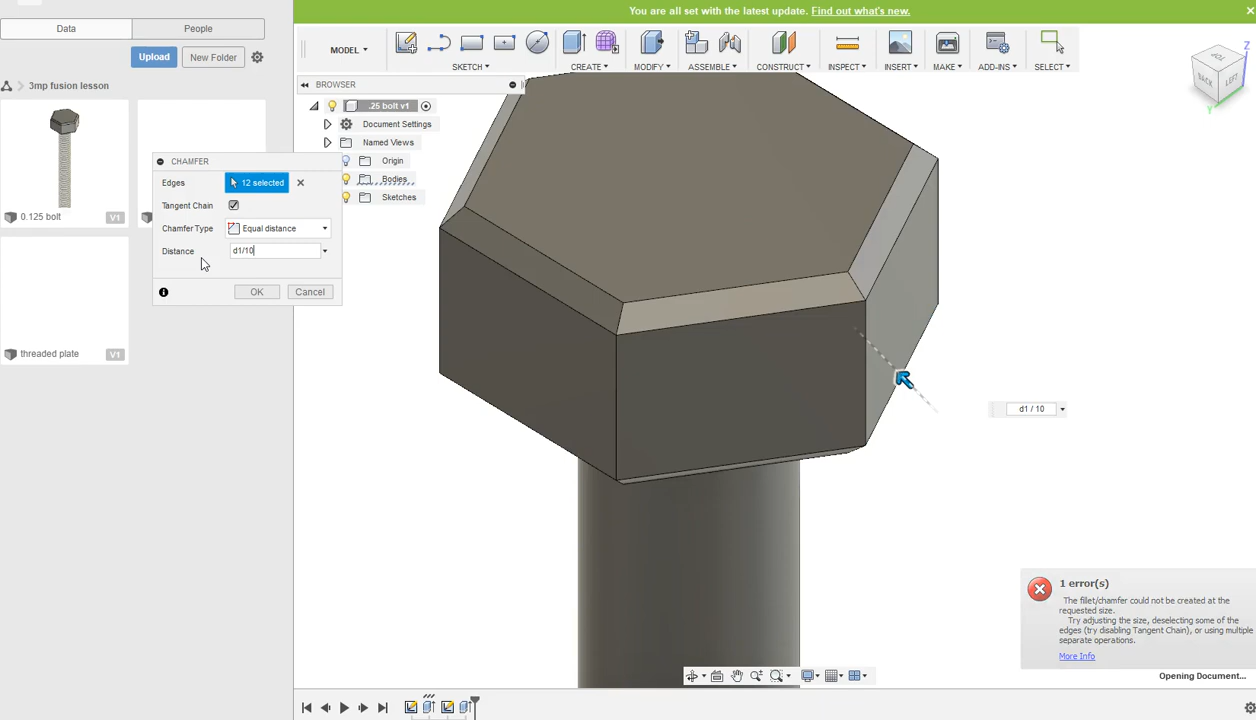 You are all set with the latest update. Find out what's new.
Data
People
Upload
New Folder
3mp fusion lesson
0.125 bolt
V1
threaded plate
V1
MODEL
SKETCH
CREATE
MODIFY
ASSEMBLE
CONSTRUCT
INSPECT
INSERT
MAKE
ADD-INS
SELECT
BROWSER
.25 bolt v1
Document Settings
Named Views
Origin
Bodies
Sketches
CHAMFER
Edges
12 selected
Tangent Chain
Chamfer Type
Equal distance
Distance
d1/10
OK
Cancel
TOP
BACK
LEFT
Z
Y
d1 / 10
1 error(s)
The fillet/chamfer could not be created at the
requested size.
Try adjusting the size, deselecting some of the
edges (try disabling Tangent Chain), or using multiple
separate operations.
More Info
Opening Document...